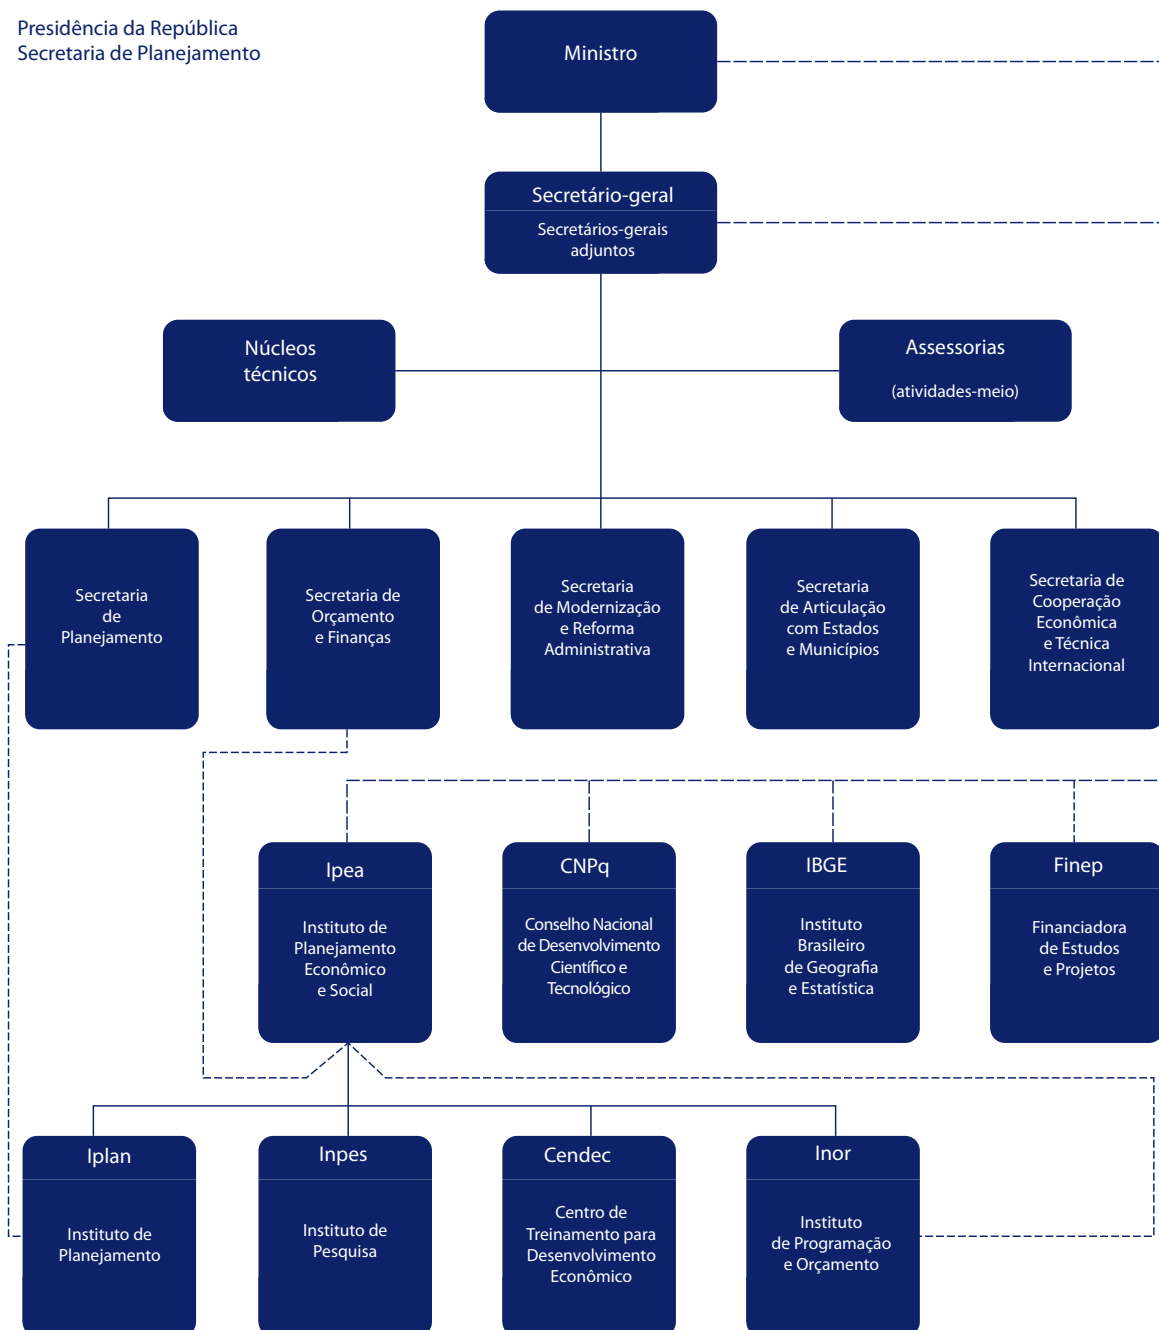 Presidência da República
Secretaria de Planejamento
Ministro
Secretário-geral
Secretários-gerais
adjuntos
Núcleos
técnicos
Assessorias
(atividades-meio)
Secretaria
de
Planejamento
Secretaria de
Orçamento
e Finanças
Secretaria
de Modernização
e Reforma
Administrativa
Secretaria
de Articulação
com Estados
e Municípios
Secretaria de
Cooperação
Econômica
e Técnica
Internacional
Ipea
Instituto de
Planejamento
Econômico
e Social
CNPq
Conselho Nacional
de Desenvolvimento
Científico e
Tecnológico
IBGE
Instituto
Brasileiro
de Geografia
e Estatística
Finep
Financiadora
de Estudos
e Projetos
Iplan
Instituto de
Planejamento
Inpes
Instituto de
Pesquisa
Cendec
Centro de
Treinamento para
Desenvolvimento
Econômico
Inor
Instituto
de Programação
e Orçamento